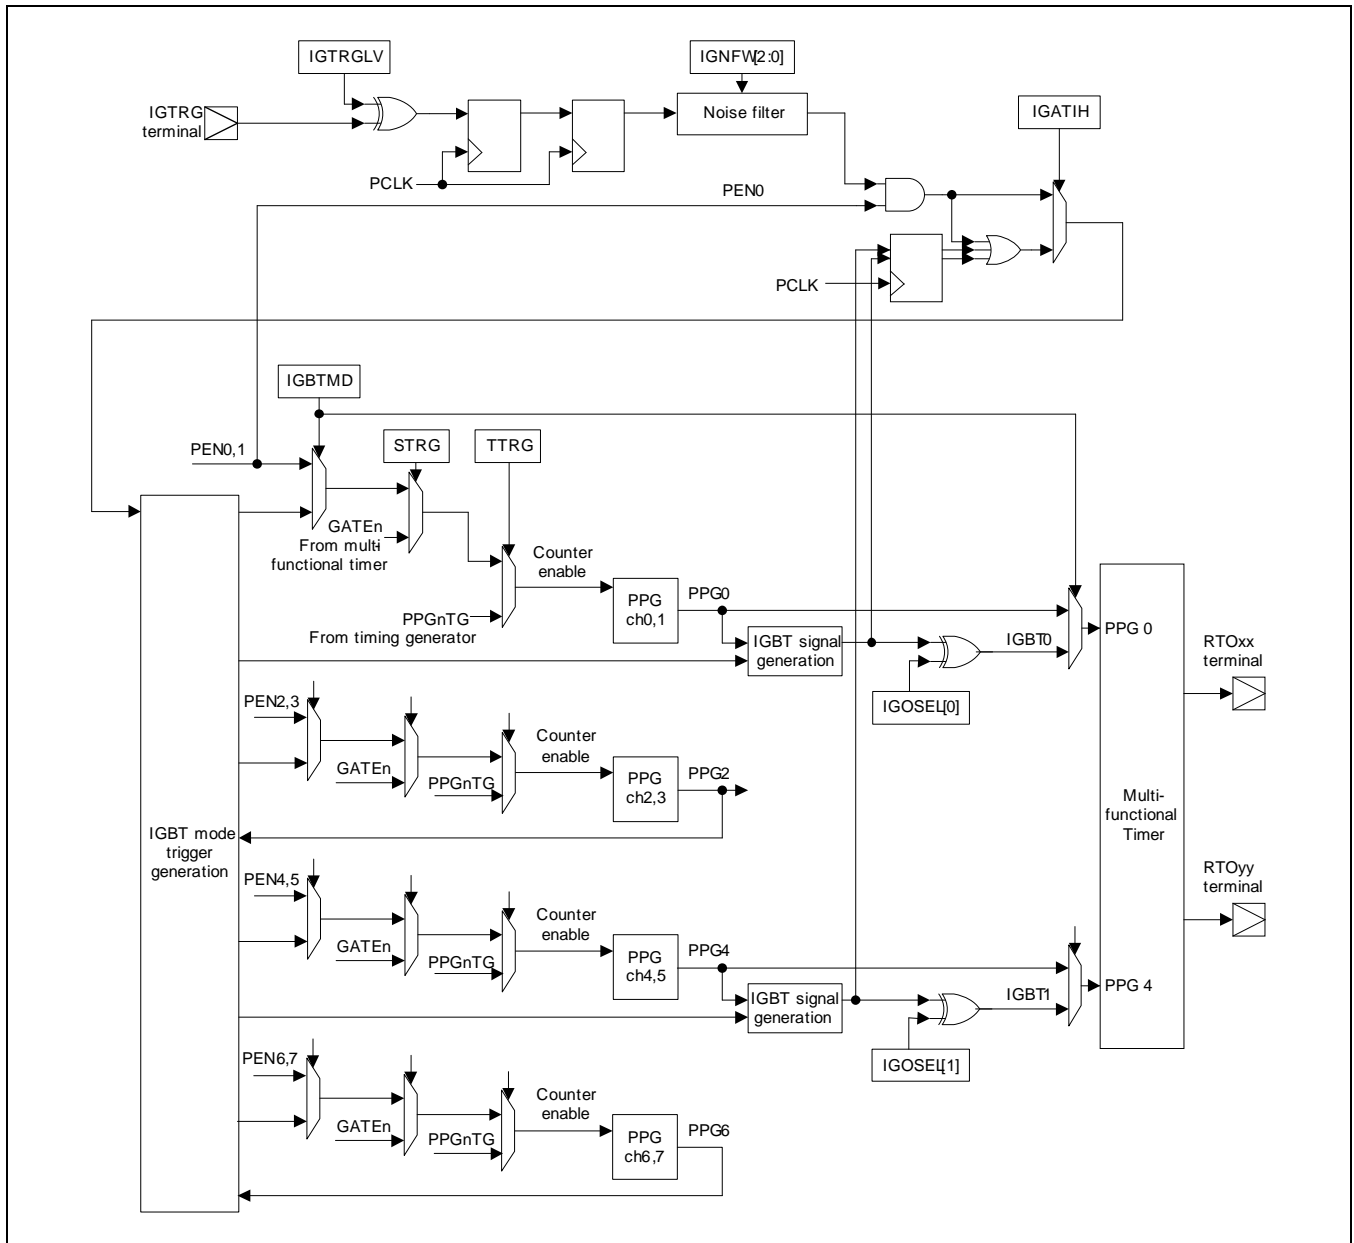 IGTRGLV
IGNFW[2:0]
IGTRG
terminal
Noise filter
IGATIH
PCLK
PEN0
PCLK
IGBTMD
PEN0,1
STRG
TTRG
GATEn
From multi-
functional timer
Counter
enable
PPGnTG
From timing generator
PPG
ch0,1
PPG0
IGBT signal
generation
IGBT0
PPG 0
IGOSEL[0]
RTOxx
terminal
PEN2,3
GATEn
PPGnTG
Counter
enable
PPG
ch2,3
PPG2
IGBT mode
trigger
generation
Multi-
functional
Timer
PEN4,5
GATEn
PPGnTG
Counter
enable
PPG
ch4,5
PPG4
IGBT signal
generation
IGBT1
PPG 4
IGOSEL[1]
RTOyy
terminal
PEN6,7
GATEn
PPGnTG
Counter
enable
PPG
ch6,7
PPG6